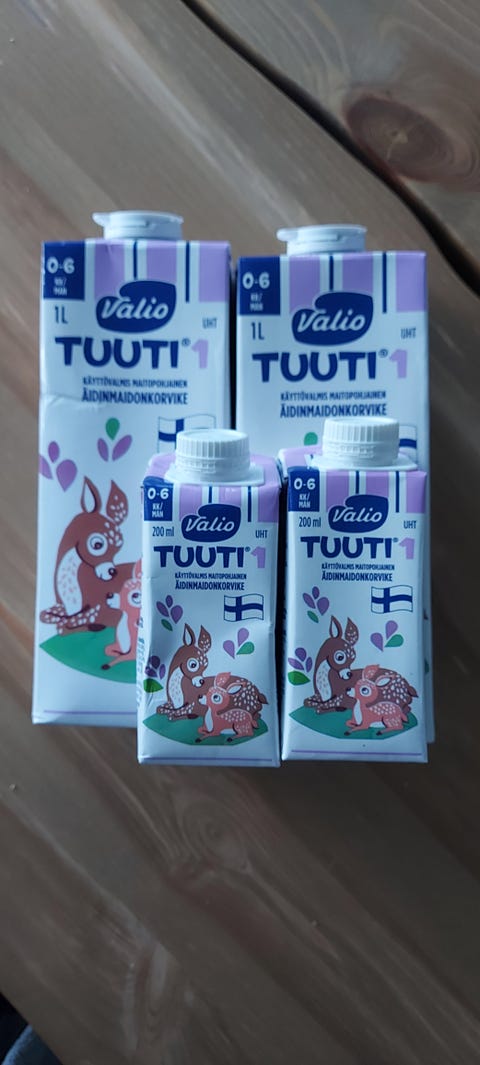 0-6
KK/
MÅN
Valio
1L
UHT
TUUTI® 1
KÄYTTÖVALMIS MAITOPOHJAINEN
ÄIDINMAIDONKORVIKE
0-6
KK/
MÅN
Valio
1L
UHT
TUUTI® 1
KÄYTTÖVALMIS MAITOPOHJAINEN
ÄIDINMAIDONKORVIKE
0-6
KK/
MÅN
Valio
200 ml
UHT
TUUTI® 1
KÄYTTÖVALMIS MAITOPOHJAINEN
ÄIDINMAIDONKORVIKE
0-6
KK/
MÅN
Valio
200 ml
UHT
TUUTI® 1
KÄYTTÖVALMIS MAITOPOHJAINEN
ÄIDINMAIDONKORVIKE